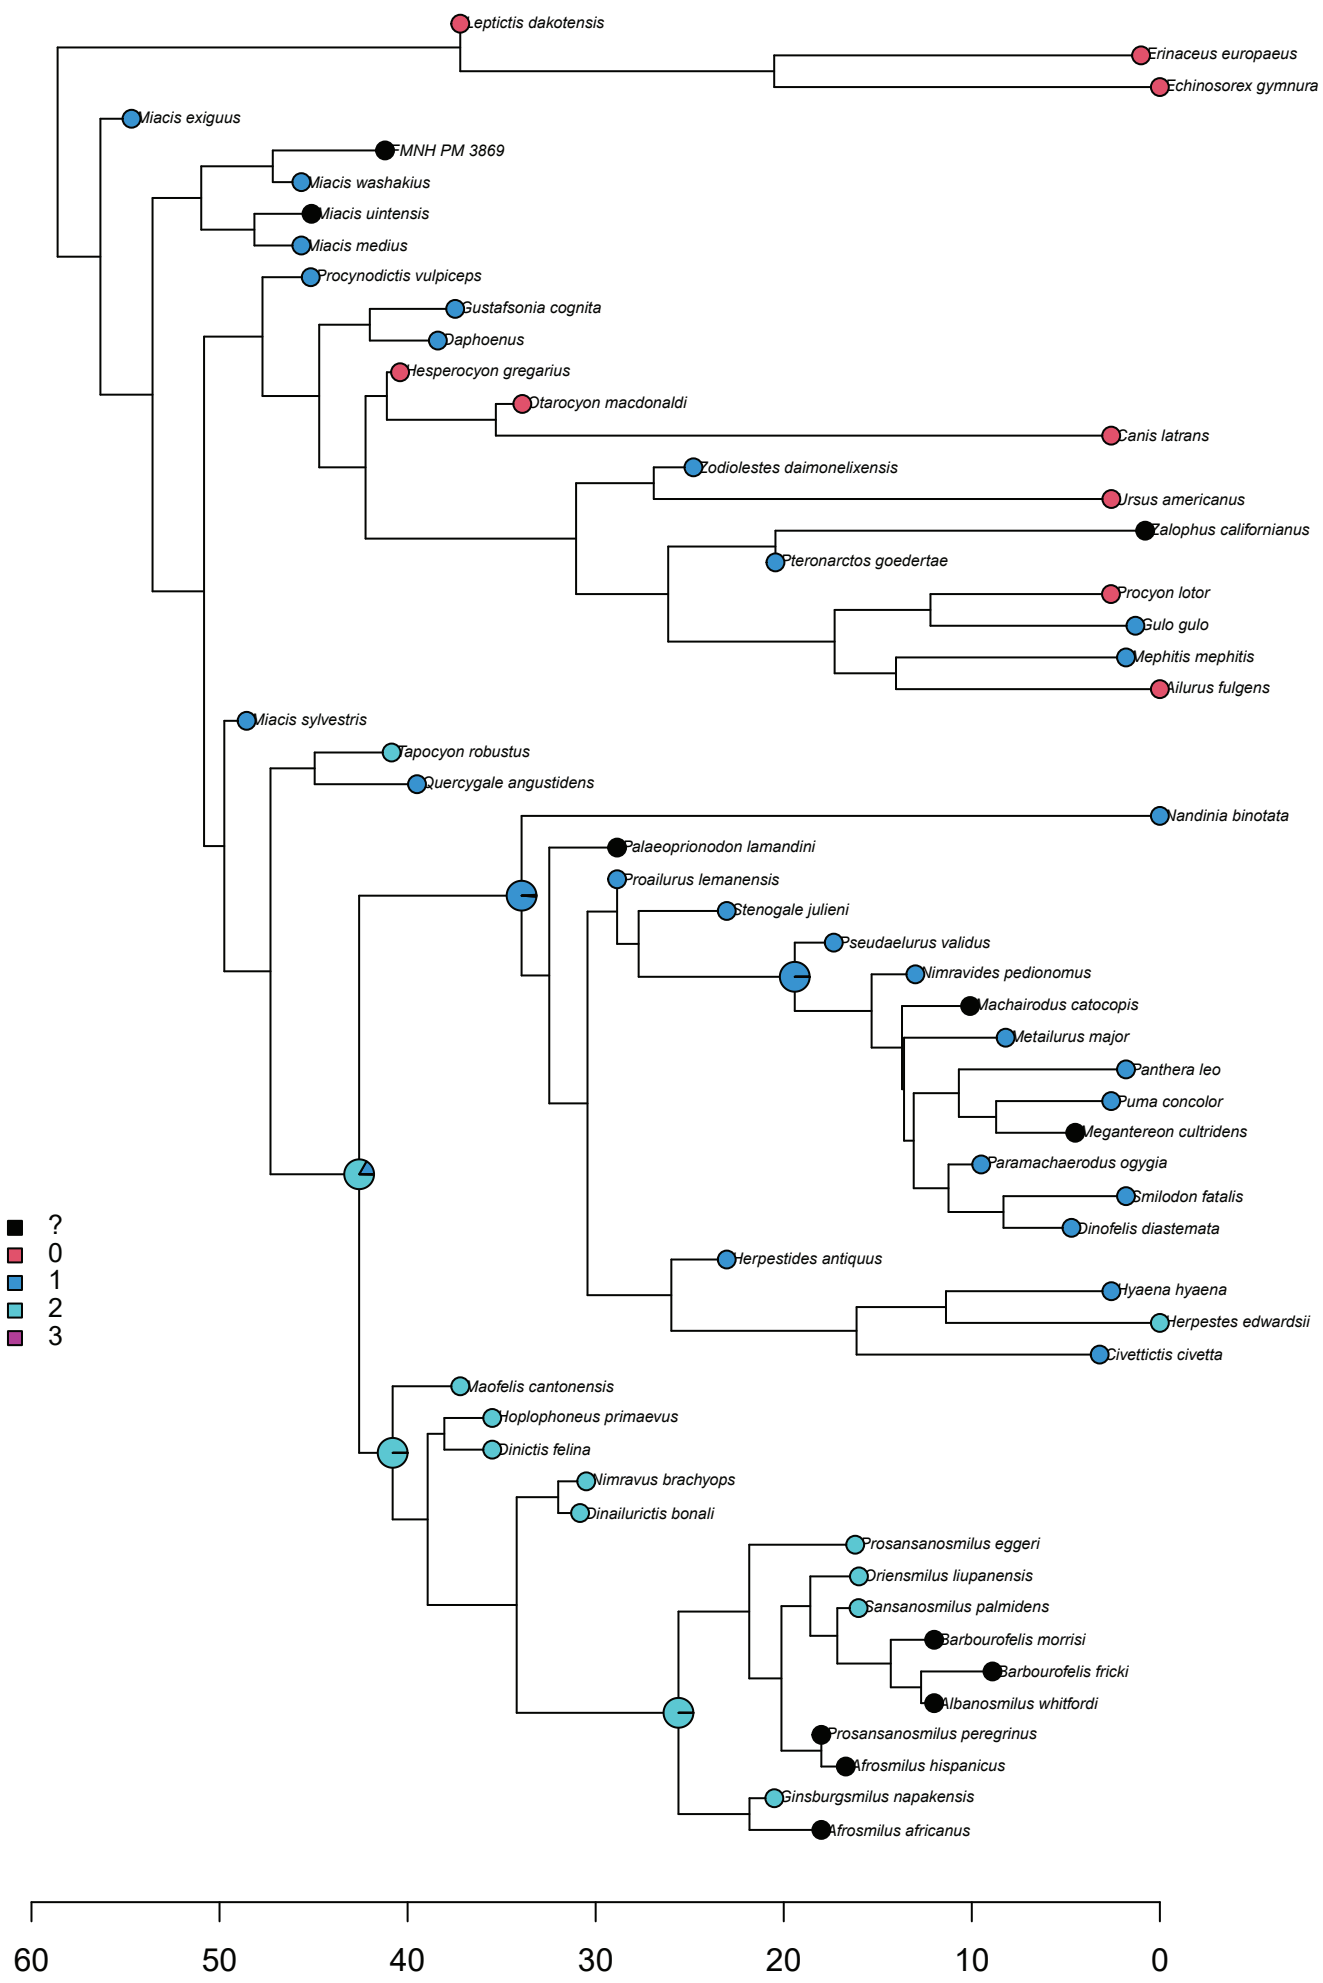 Leptictis dakotensis
Erinaceus europaeus
Echinosorex gymnura
Miacis exiguus
FMNH PM 3869
Miacis washakius
Miacis uintensis
Miacis medius
Procynodictis vulpiceps
Gustafsonia cognita
Daphoenus
Hesperocyon gregarius
Otarocyon macdonaldi
Canis latrans
Zodiolestes daimonelixensis
Ursus americanus
Zalophus californianus
Pteronarctos goedertae
Procyon lotor
Gulo gulo
Mephitis mephitis
Ailurus fulgens
Miacis sylvestris
Tapocyon robustus
Quercygale angustidens
Nandinia binotata
Palaeoprionodon lamandini
Proailurus lemanensis
Stenogale julieni
Pseudaelurus validus
Nimravides pedionomus
Machairodus catocopis
Metailurus major
Panthera leo
Puma concolor
Megantereon cultridens
Paramachaerodus ogygia
Smilodon fatalis
Dinofelis diastemata
Herpestides antiquus
Hyaena hyaena
Herpestes edwardsii
Civettictis civetta
Maofelis cantonensis
Hoplophoneus primaevus
Dinictis felina
Nimravus brachyops
Dinailurictis bonali
Prosansanosmilus eggeri
Oriensmilus liupanensis
Sansanosmilus palmidens
Barbourofelis morrisi
Barbourofelis fricki
Albanosmilus whitfordi
Prosansanosmilus peregrinus
Afrosmilus hispanicus
Ginsburgsmilus napakensis
Afrosmilus africanus
?
0
1
2
3
60 50 40 30 20 10 0